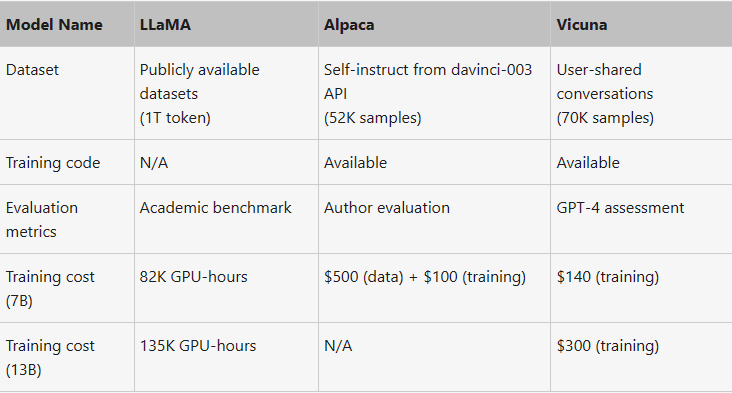 Model Name LLaMA Alpaca Vicuna
Dataset Publicly available datasets (1T token) Self-instruct from davinci-003 API (52K samples) User-shared conversations (70K samples)
Training code N/A Available Available
Evaluation metrics Academic benchmark Author evaluation GPT-4 assessment
Training cost (7B) 82K GPU-hours $500 (data) + $100 (training) $140 (training)
Training cost (13B) 135K GPU-hours N/A $300 (training)